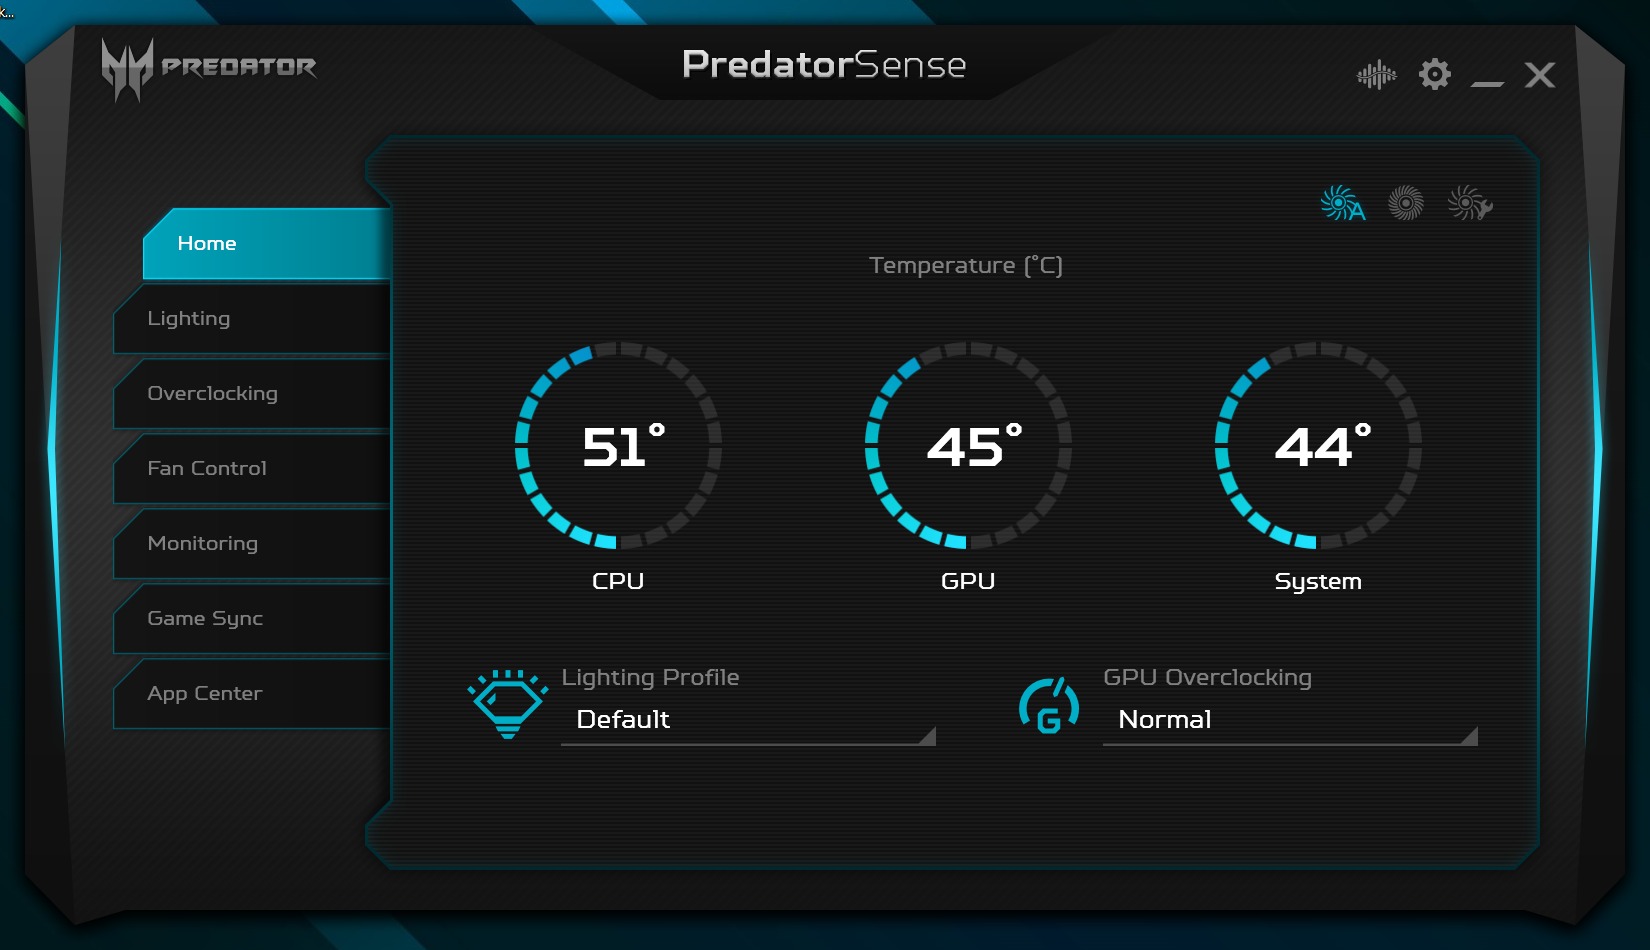 k...
PREDATOR
PredatorSense
Home
Lighting
Overclocking
Fan Control
Monitoring
Game Sync
App Center
A
Temperature (°C)
51°
45°
44°
CPU
GPU
System
Lighting Profile
Default
G
GPU Overclocking
Normal